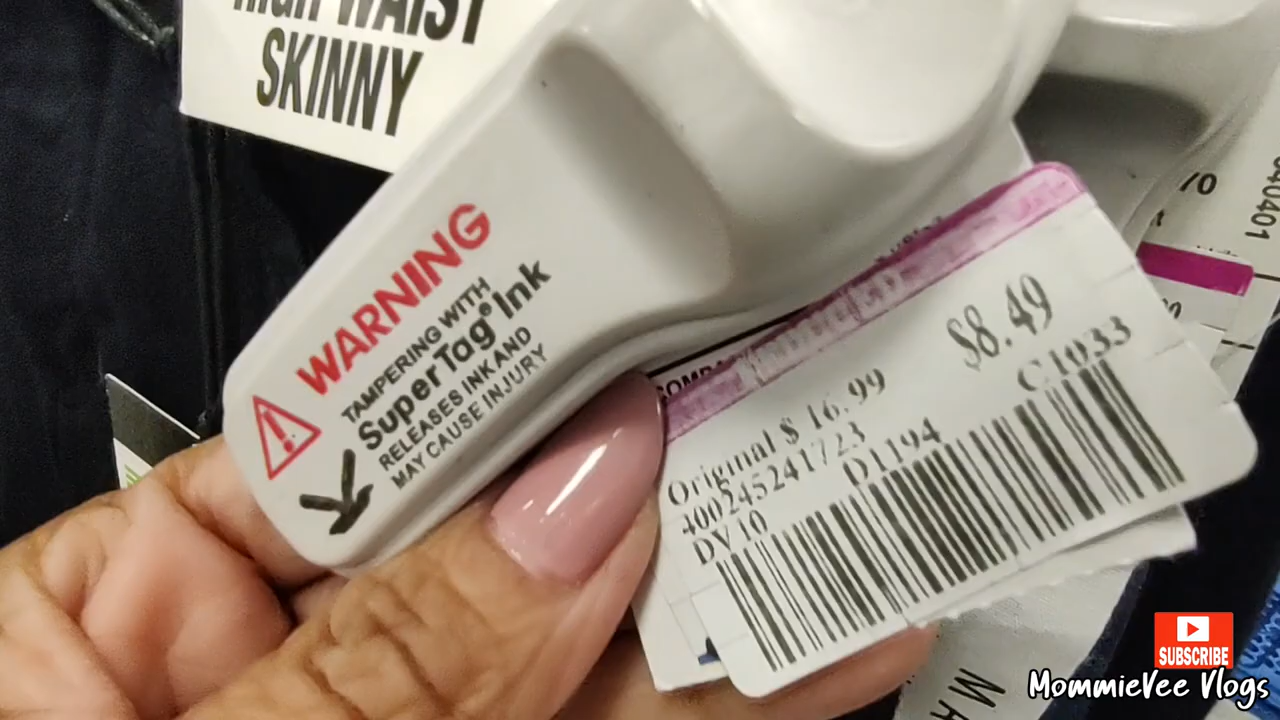 HIGH WAIST
SKINNY
WARNING
TAMPERING WITH
SuperTag® Ink
RELEASES INK AND
MAY CAUSE INJURY
$8.49
Original $ 16.99
C1033
400245241723
D1194
DV10
40401
SUBSCRIBE
MommieVee Vlogs